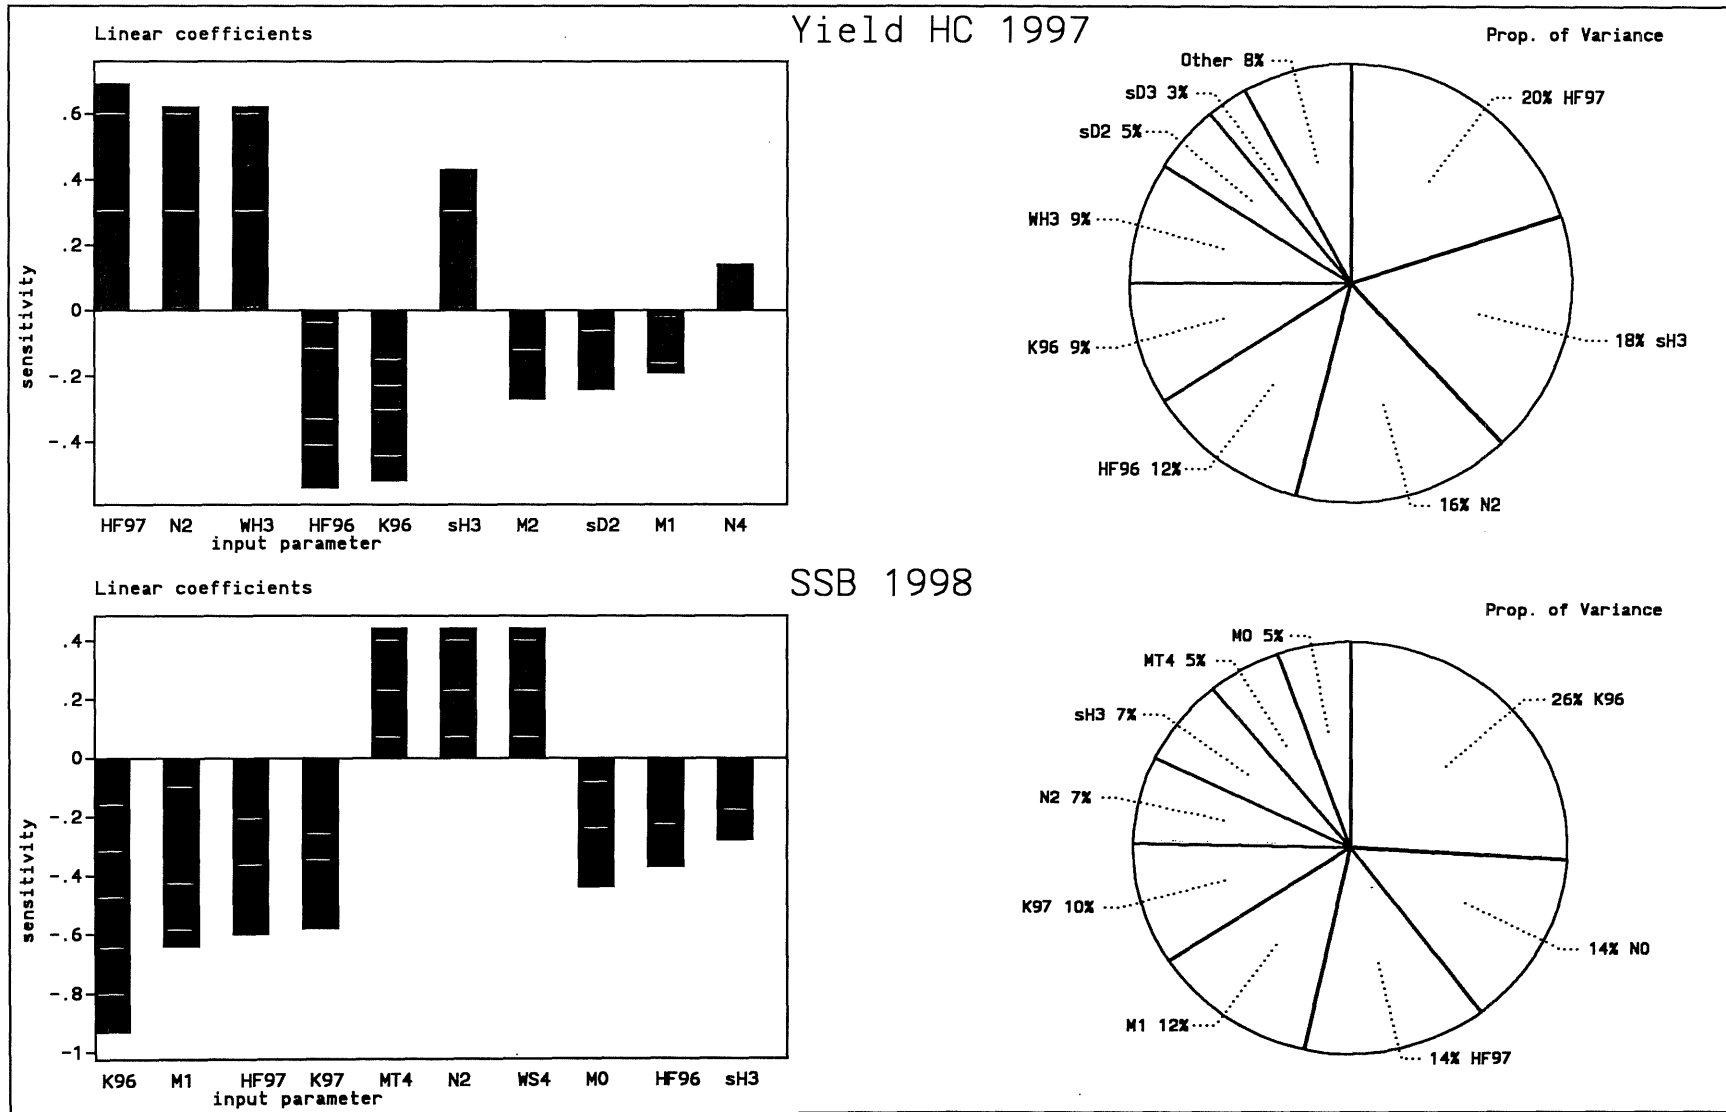 Yield HC 1997
Linear coefficients
sensitivity
.6
.4
.2
0
-.2
-.4
HF97 N2 WH3 HF96 K96 sH3 M2 sD2 M1 N4
input parameter
Prop. of Variance
Other 8%
sD3 3%
sD2 5%
WH3 9%
K96 9%
HF96 12%
20% HF97
18% sH3
16% N2
SSB 1998
Linear coefficients
sensitivity
.4
.2
0
-.2
-.4
-.6
-.8
-1
K96 M1 HF97 K97 MT4 N2 WS4 M0 HF96 sH3
input parameter
Prop. of Variance
M0 5%
MT4 5%
sH3 7%
N2 7%
K97 10%
M1 12%
26% K96
14% N0
14% HF97